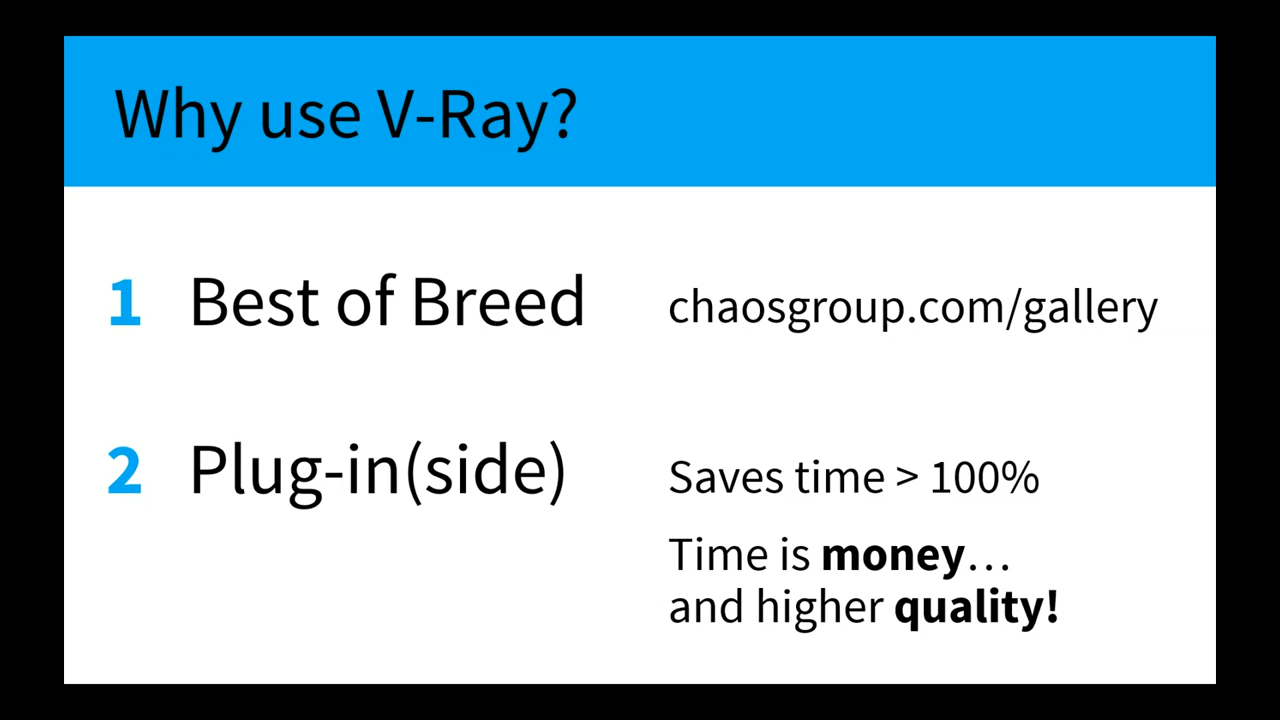 Why use V-Ray?
1 Best of Breed chaosgroup.com/gallery
2 Plug-in(side) Saves time > 100%
Time is money…
and higher quality!